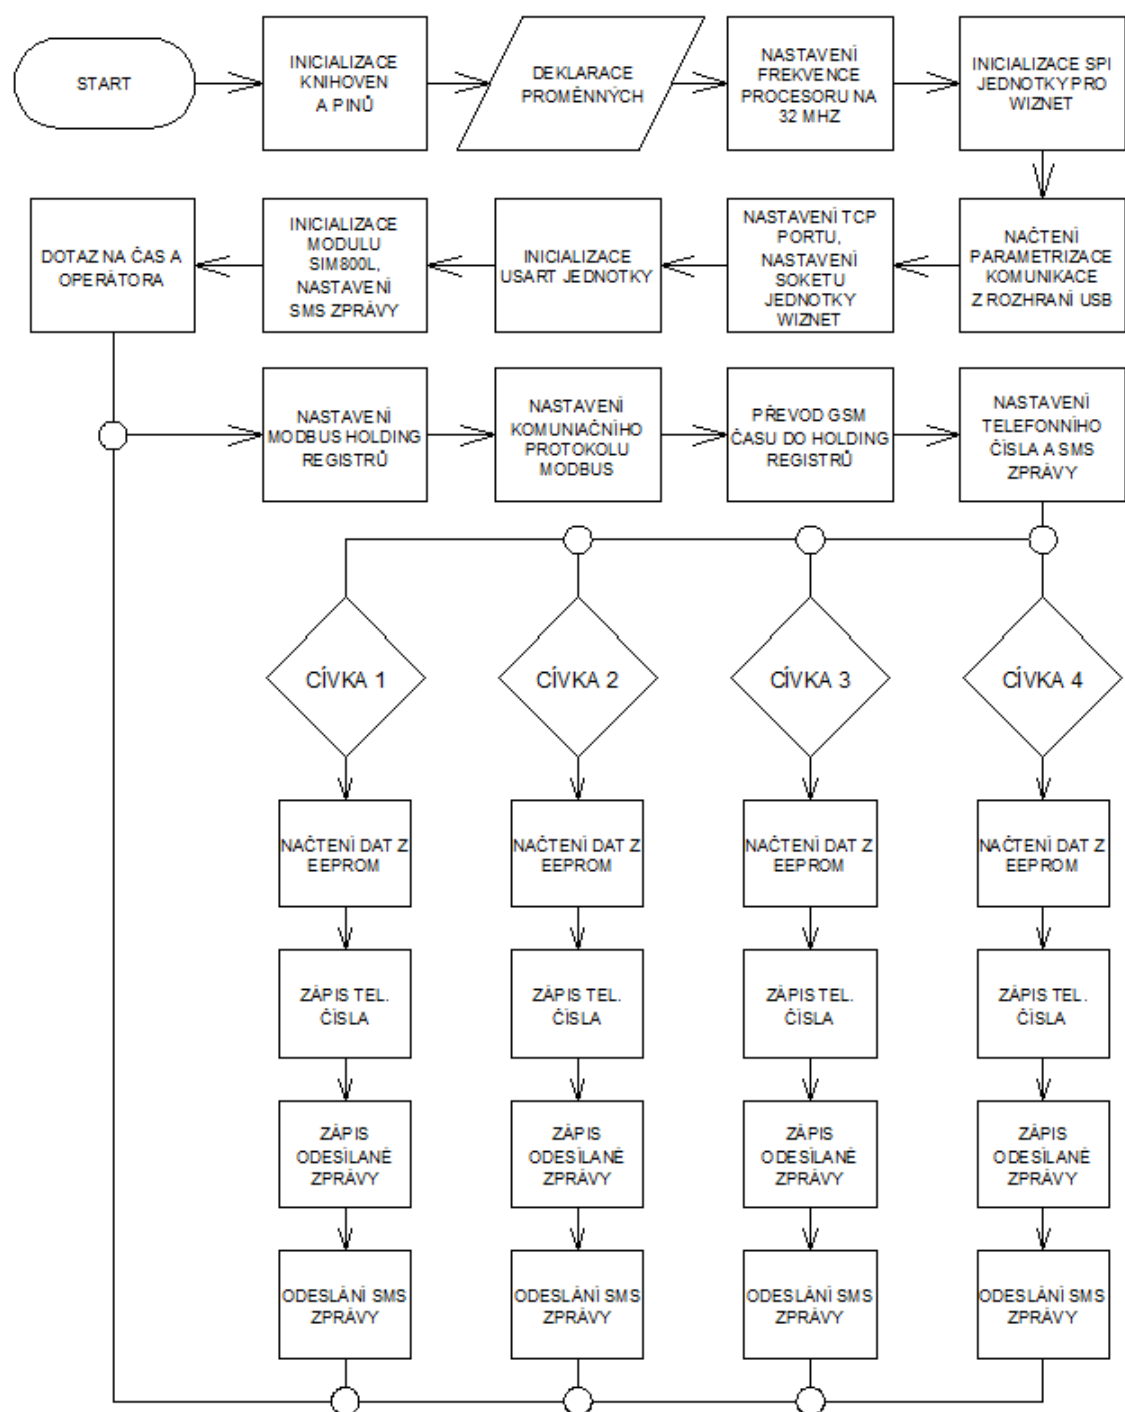 START
INICIALIZACE
KNIHOVEN
A PINŮ
DEKLARACE
PROMĚNNÝCH
NASTAVENÍ
FREKVENCE
PROCESORU NA
32 MHZ
INICIALIZACE SPI
JEDNOTKY PRO
WIZNET
NAČTENÍ
PARAMETRIZACE
KOMUNIKACE
Z ROZHRANÍ USB
NASTAVENÍ TCP
PORTU,
NASTAVENÍ
SOKETU
JEDNOTKY
WIZNET
INICIALIZACE
USART JEDNOTKY
INICIALIZACE
MODULU
SIM800L,
NASTAVENÍ
SMS ZPRÁVY
DOTAZ NA ČAS A
OPERÁTORA
NASTAVENÍ
MODBUS HOLDING
REGISTRŮ
NASTAVENÍ
KOMUNIAČNÍHO
PROTOKOLU
MODBUS
PŘEVOD GSM
ČASU DO HOLDING
REGISTRŮ
NASTAVENÍ
TELEFONNÍHO
ČÍSLA A SMS
ZPRÁVY
CÍVKA 1
CÍVKA 2
CÍVKA 3
CÍVKA 4
NAČTENÍ DAT Z
EEPROM
NAČTENÍ DAT Z
EEPROM
NAČTENÍ DAT Z
EEPROM
NAČTENÍ DAT Z
EEPROM
ZÁPIS TEL.
ČÍSLA
ZÁPIS TEL.
ČÍSLA
ZÁPIS TEL.
ČÍSLA
ZÁPIS TEL.
ČÍSLA
ZÁPIS
ODESÍLANÉ
ZPRÁVY
ZÁPIS
ODESÍLANÉ
ZPRÁVY
ZÁPIS
ODESÍLANÉ
ZPRÁVY
ZÁPIS
ODESÍLANÉ
ZPRÁVY
ODESLÁNÍ SMS
ZPRÁVY
ODESLÁNÍ SMS
ZPRÁVY
ODESLÁNÍ SMS
ZPRÁVY
ODESLÁNÍ SMS
ZPRÁVY